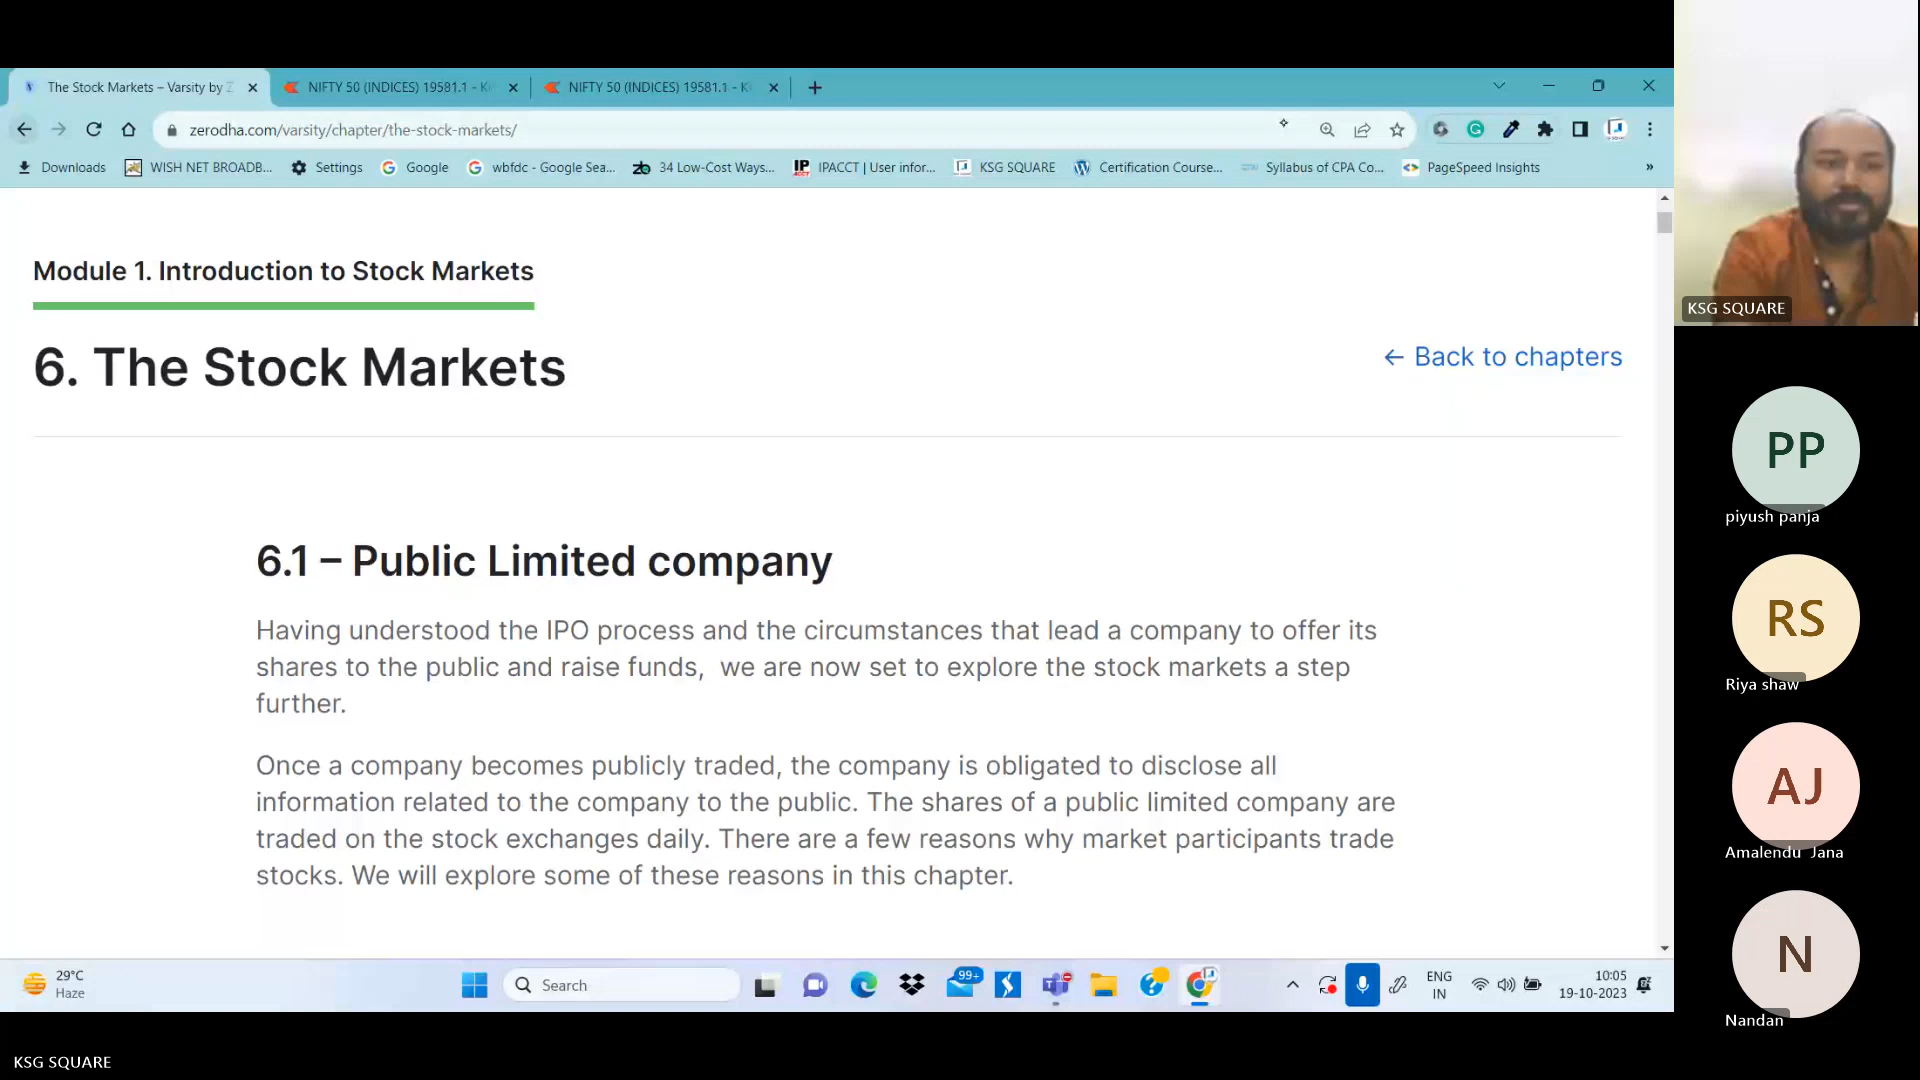 The Stock Markets – Varsity by Z
NIFTY 50 (INDICES) 19581.1 - K
NIFTY 50 (INDICES) 19581.1 - K
zerodha.com/varsity/chapter/the-stock-markets/
Downloads
WISH NET BROADB...
Settings
Google
wbfdc - Google Sea...
34 Low-Cost Ways...
IPACCT | User infor...
KSG SQUARE
Certification Course...
Syllabus of CPA Co...
PageSpeed Insights
»
Module 1. Introduction to Stock Markets
6. The Stock Markets
← Back to chapters
6.1 – Public Limited company
Having understood the IPO process and the circumstances that lead a company to offer its
shares to the public and raise funds, we are now set to explore the stock markets a step
further.
Once a company becomes publicly traded, the company is obligated to disclose all
information related to the company to the public. The shares of a public limited company are
traded on the stock exchanges daily. There are a few reasons why market participants trade
stocks. We will explore some of these reasons in this chapter.
29°C
Haze
Search
99+
ENG
IN
10:05
19-10-2023
KSG SQUARE
PP
piyush panja
RS
Riya shaw
AJ
Amalendu Jana
N
Nandan
KSG SQUARE